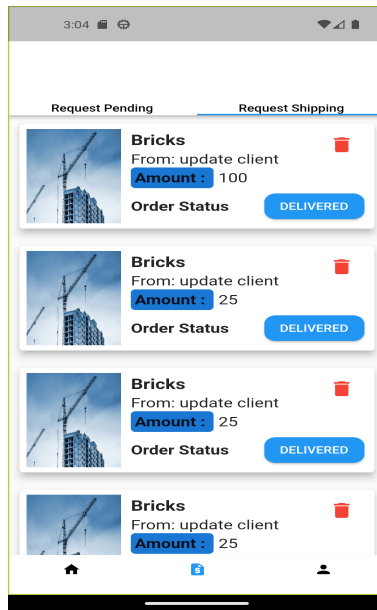 3:04
Request Pending Request Shipping
Bricks
From: update client
Amount : 100
Order Status DELIVERED
Bricks
From: update client
Amount : 25
Order Status DELIVERED
Bricks
From: update client
Amount : 25
Order Status DELIVERED
Bricks
From: update client
Amount : 25
$